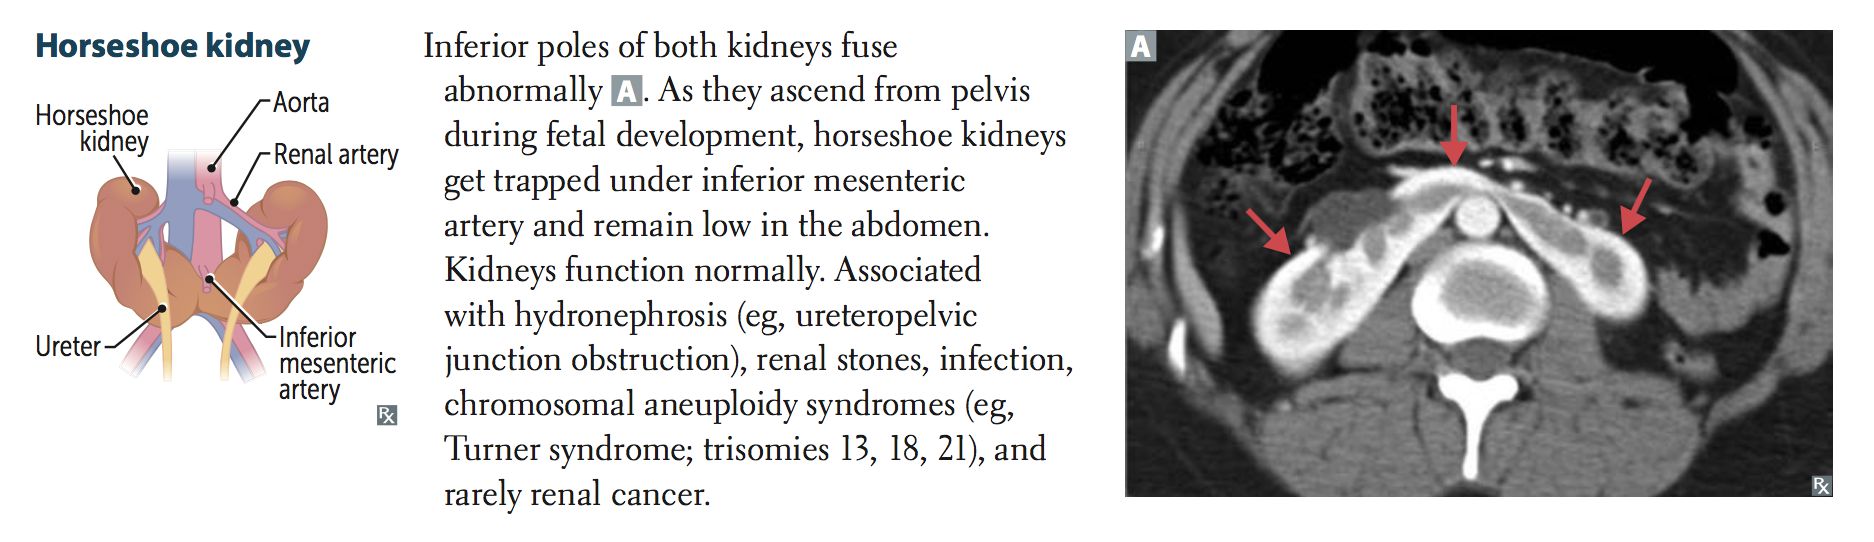 Horseshoe kidney
Horseshoe
kidney
Aorta
Renal artery
Ureter
Inferior
mesenteric
artery
Rx
Inferior poles of both kidneys fuse
abnormally A. As they ascend from pelvis
during fetal development, horseshoe kidneys
get trapped under inferior mesenteric
artery and remain low in the abdomen.
Kidneys function normally. Associated
with hydronephrosis (eg, ureteropelvic
junction obstruction), renal stones, infection,
chromosomal aneuploidy syndromes (eg,
Turner syndrome; trisomies 13, 18, 21), and
rarely renal cancer.
A
Rx